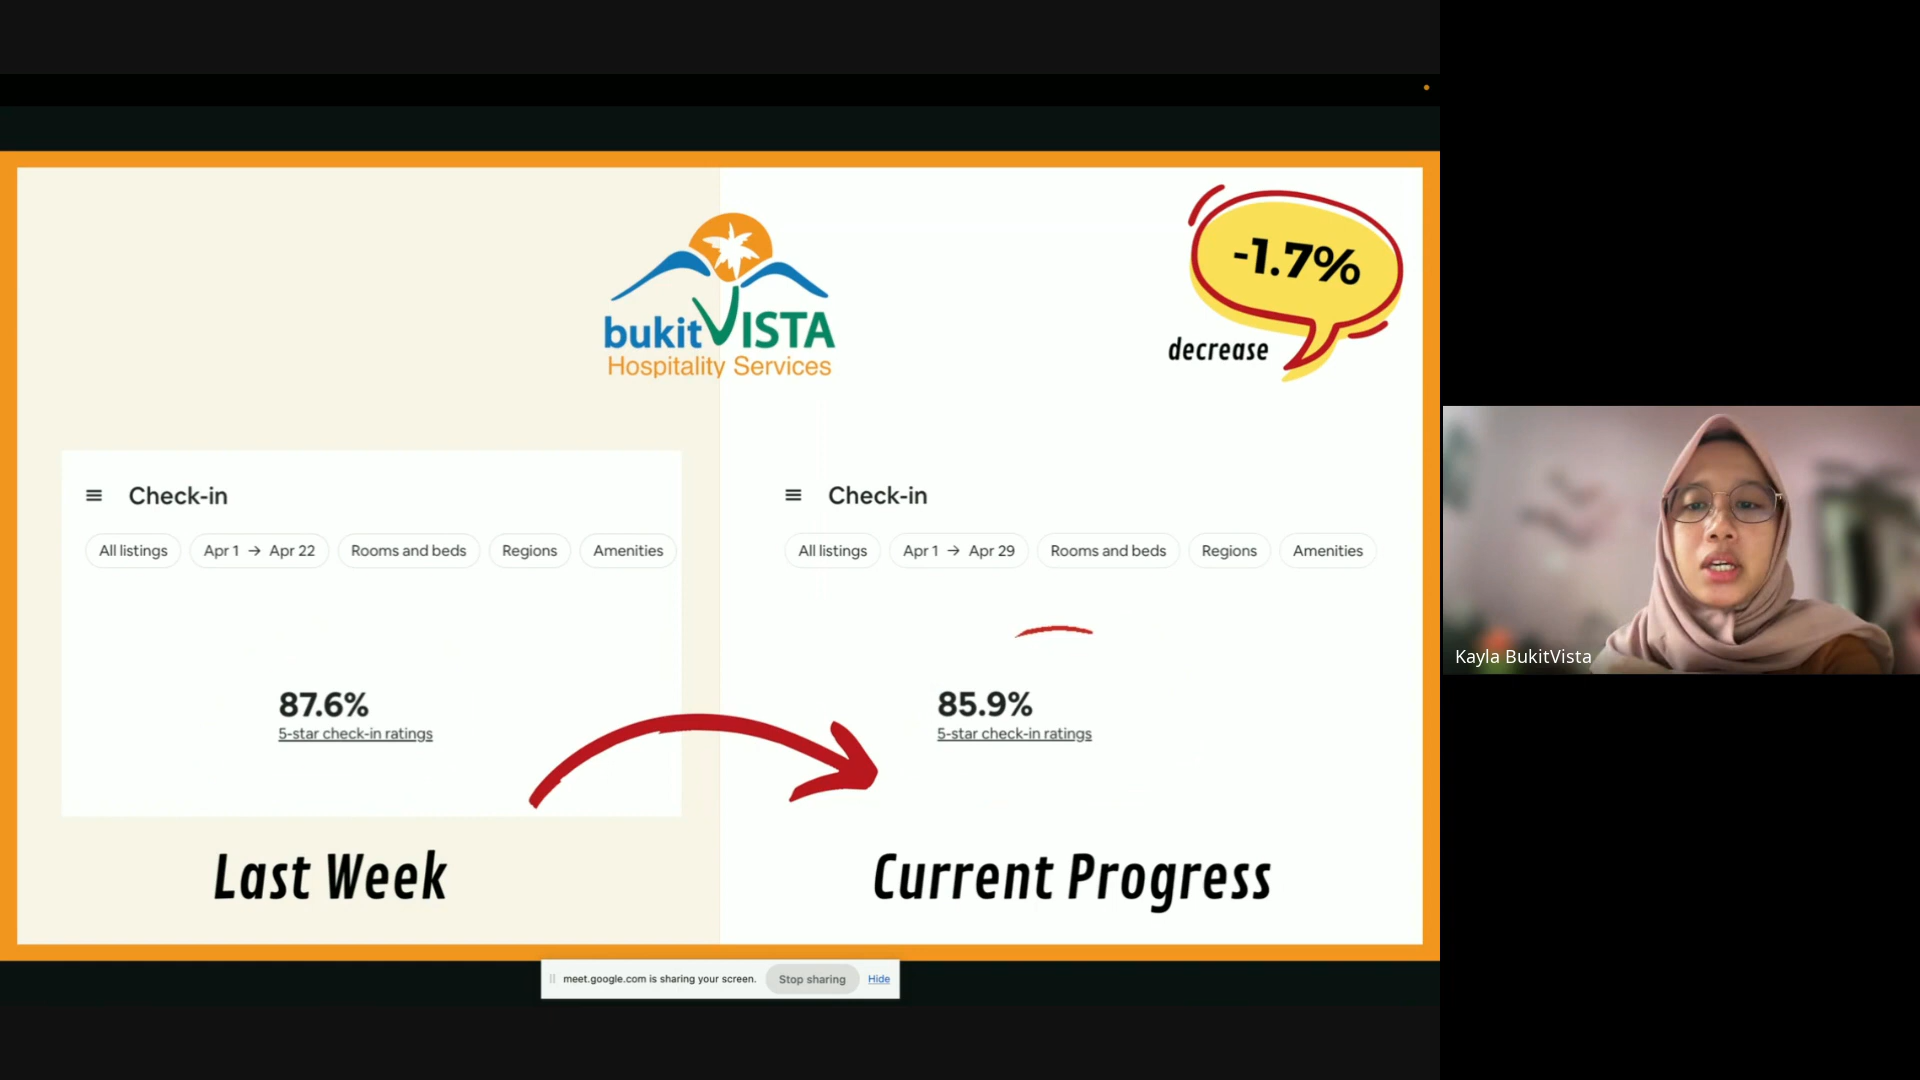 bukit VISTA
Hospitality Services
-1.7%
decrease
Check-in
All listings
Apr 1 → Apr 22
Rooms and beds
Regions
Amenities
87.6%
5-star check-in ratings
Last Week
Check-in
All listings
Apr 1 → Apr 29
Rooms and beds
Regions
Amenities
85.9%
5-star check-in ratings
Current Progress
meet.google.com is sharing your screen.
Stop sharing
Hide
Kayla BukitVista